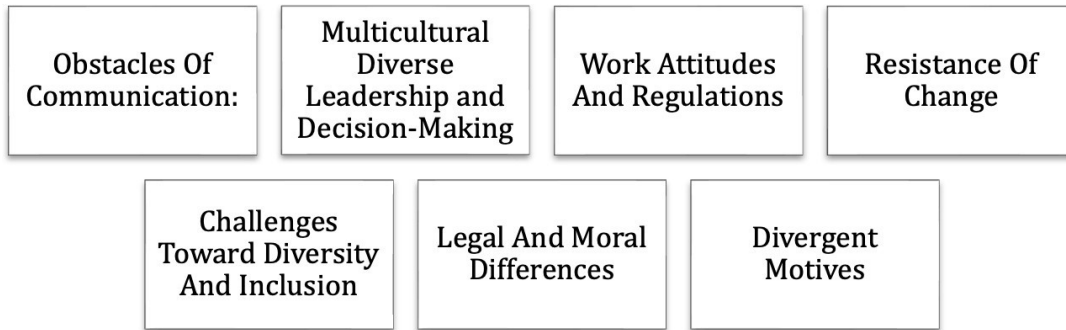 Obstacles Of
Communication:
Multicultural
Diverse
Leadership and
Decision-Making
Work Attitudes
And Regulations
Resistance Of
Change
Challenges
Toward Diversity
And Inclusion
Legal And Moral
Differences
Divergent
Motives